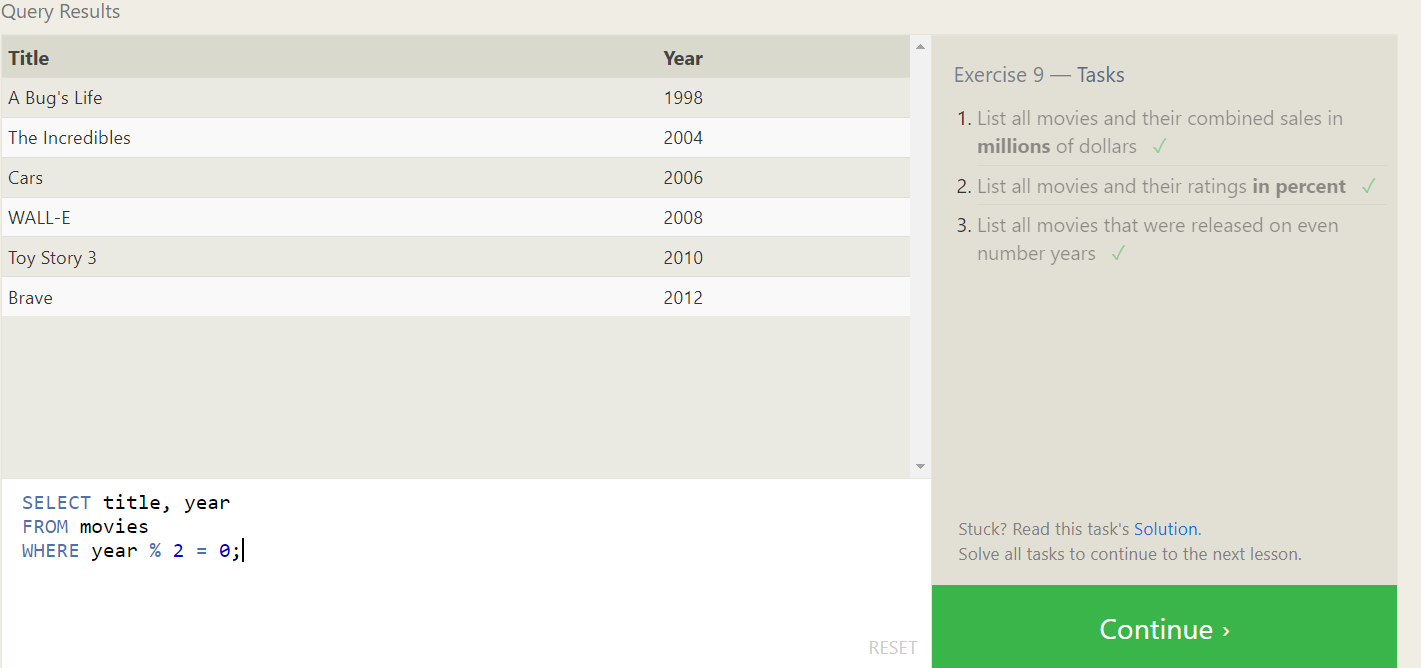 Query Results
Title Year
A Bug's Life 1998
The Incredibles 2004
Cars 2006
WALL-E 2008
Toy Story 3 2010
Brave 2012
SELECT title, year
FROM movies
WHERE year % 2 = 0;
RESET
Exercise 9 — Tasks
1. List all movies and their combined sales in
millions of dollars ✓
2. List all movies and their ratings in percent ✓
3. List all movies that were released on even
number years ✓
Stuck? Read this task's Solution.
Solve all tasks to continue to the next lesson.
Continue ›